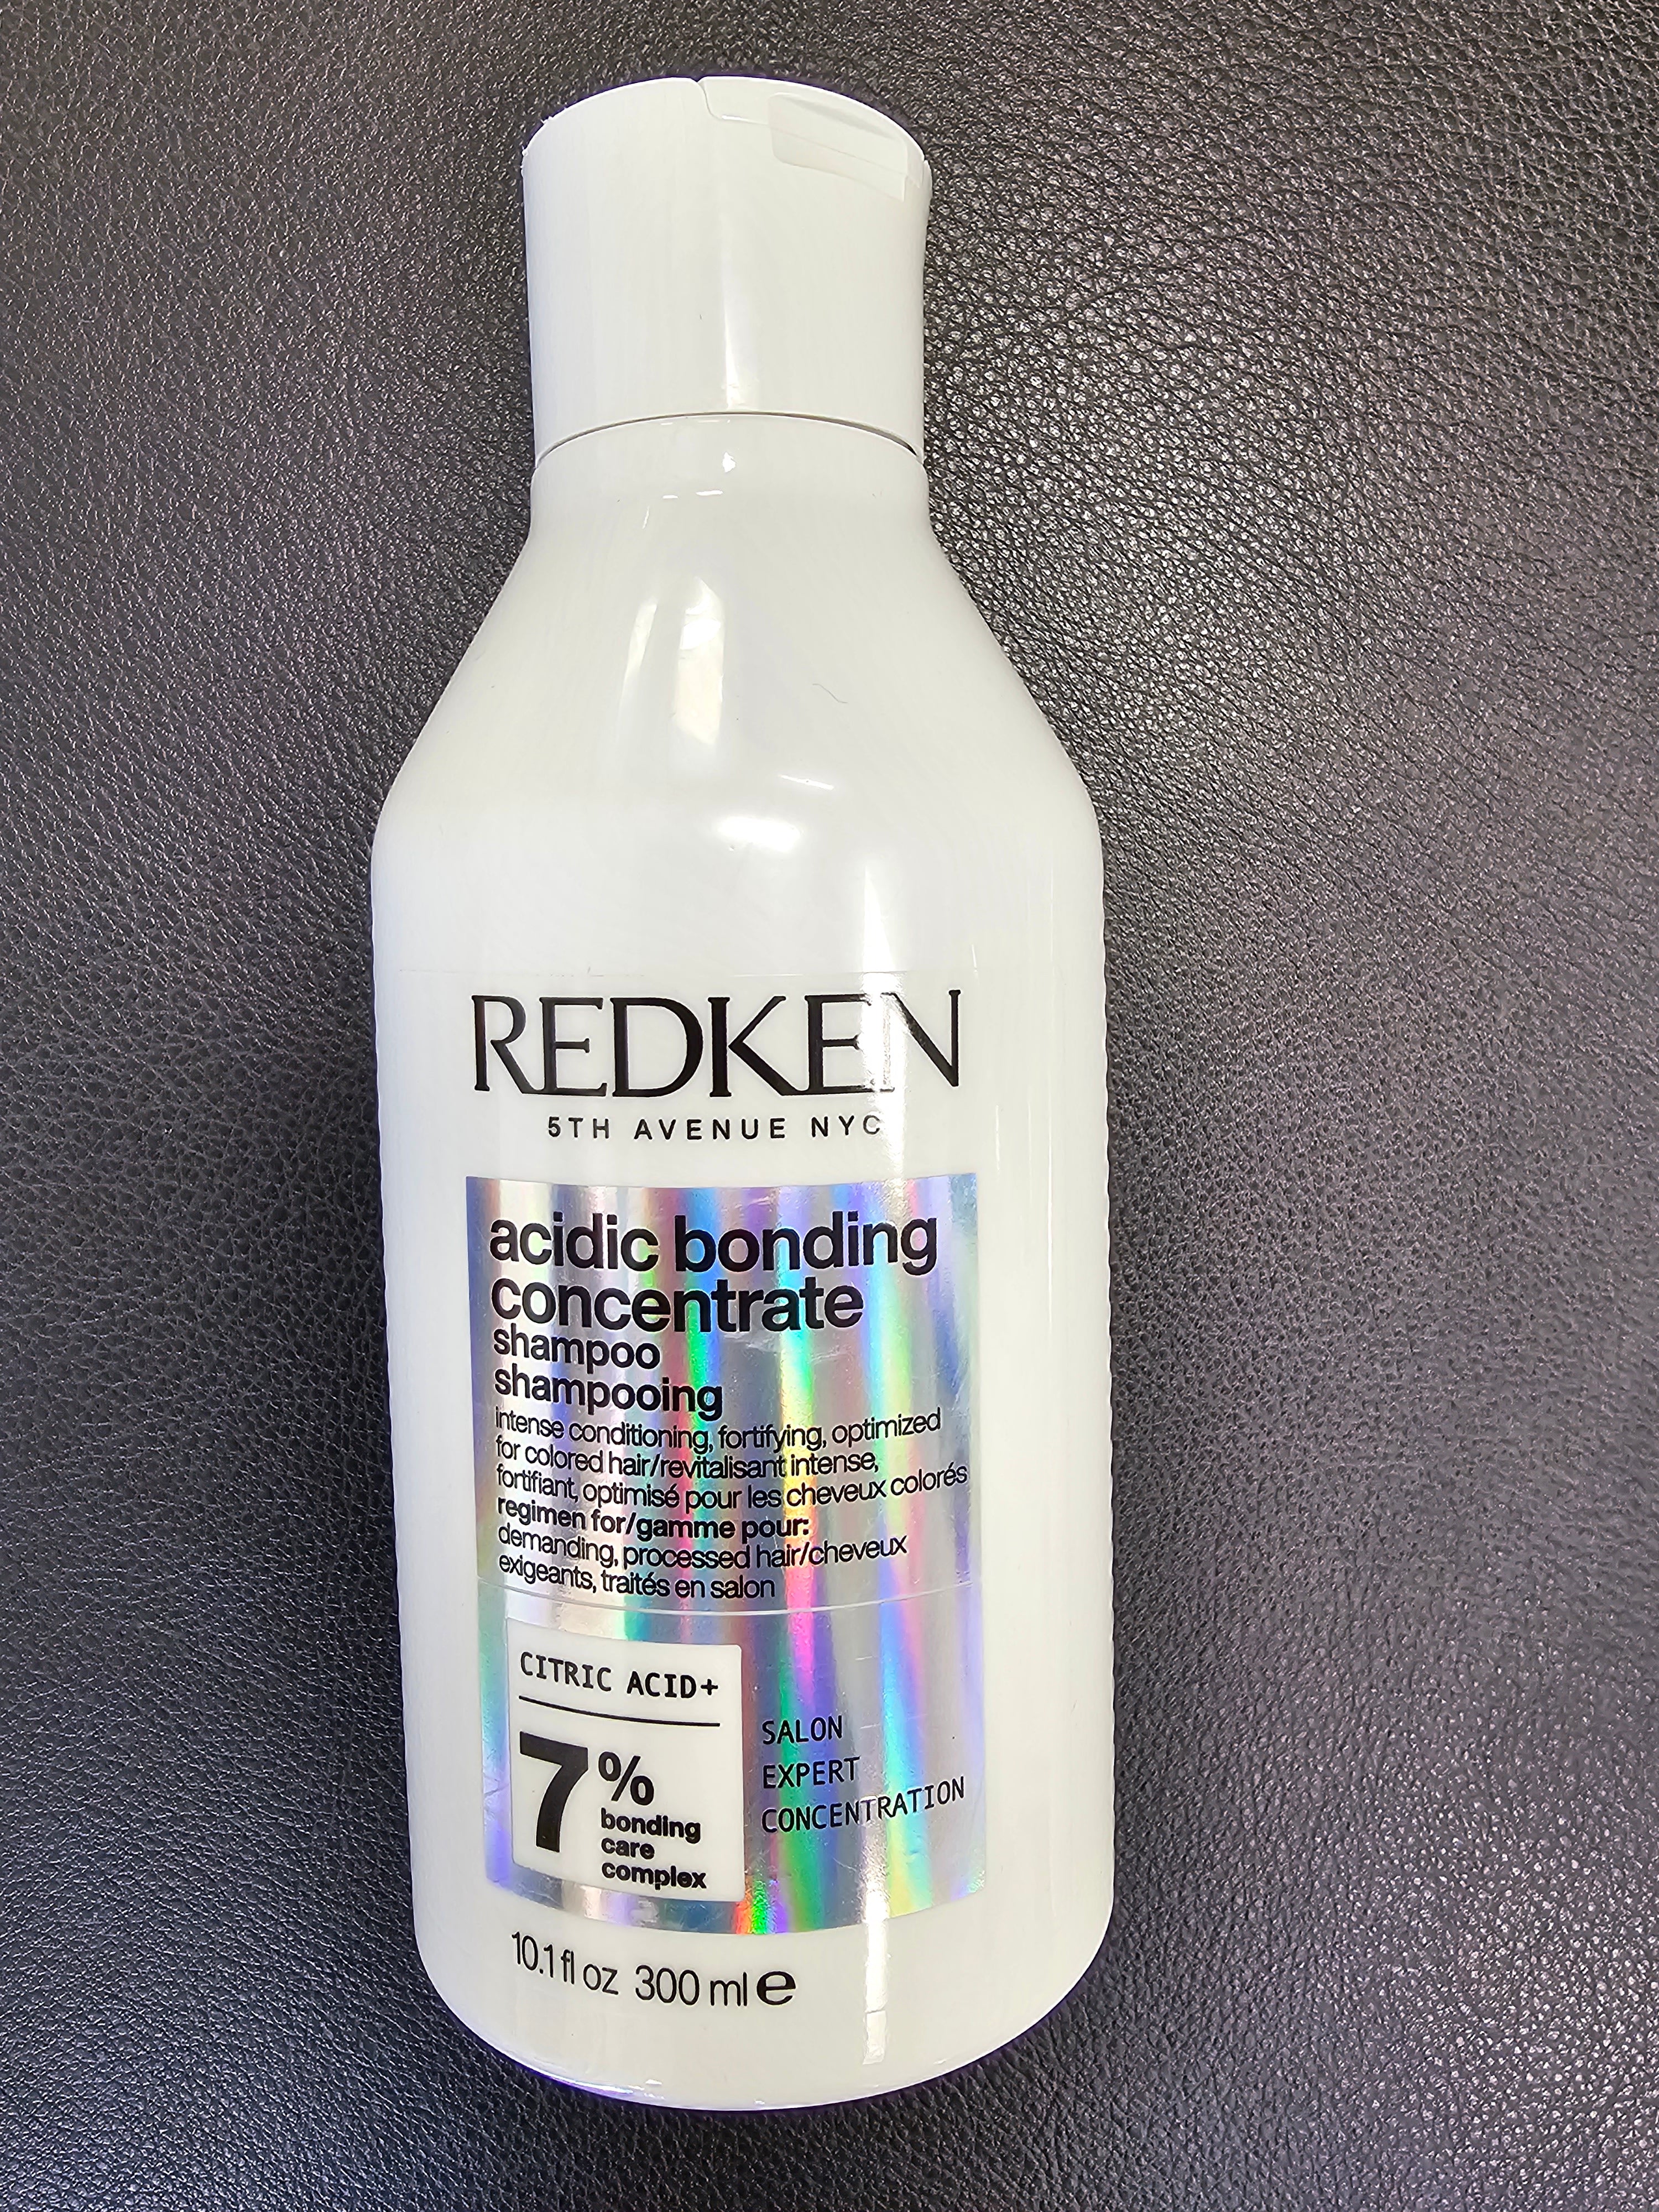 REDKEN
5TH AVENUE NYC
acidic bonding
concentrate
shampoo
shampooing
intense conditioning, fortifying, optimized
for colored hair/revitalisant intense,
fortifiant, optimisé pour les cheveux colorés
regimen for/gamme pour:
demanding, processed hair/cheveux
exigeants, traités en salon
CITRIC ACID+
7%
bonding
care
complex
SALON
EXPERT
CONCENTRATION
10.1 fl oz 300 ml e